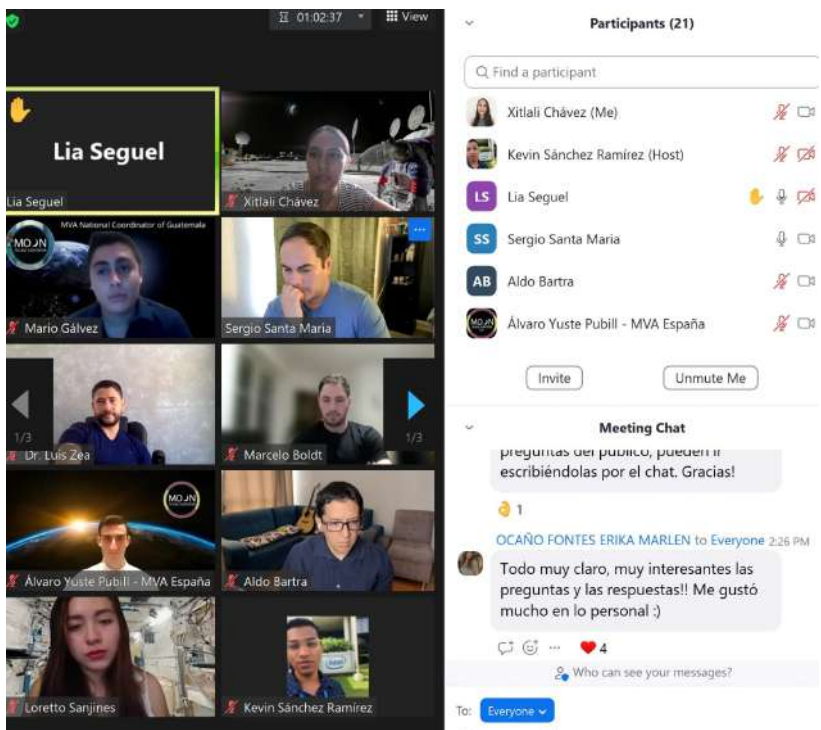 01:02:37
View
Lia Seguel
Lia Seguel
Xitlali Chávez
MOON
MVA National Coordinator of Guatemala
Mario Gálvez
Sergio Santa Maria
1/3
Dr. Luis Zea
1/3
Marcelo Boldt
MOON
Álvaro Yuste Pubill - MVA España
Aldo Bartra
Loretto Sanjines
Kevin Sánchez Ramírez
Participants (21)
Find a participant
Xitlali Chávez (Me)
Kevin Sánchez Ramírez (Host)
LS Lia Seguel
SS Sergio Santa Maria
AB Aldo Bartra
MOON Álvaro Yuste Pubill - MVA España
Invite
Unmute Me
Meeting Chat
preguntas del público, pueden ir
escribiéndolas por el chat. Gracias!
1
OCAÑO FONTES ERIKA MARLEN to Everyone 2:26 PM
Todo muy claro, muy interesantes las
preguntas y las respuestas!! Me gustó
mucho en lo personal :)
4
Who can see your messages?
To: Everyone